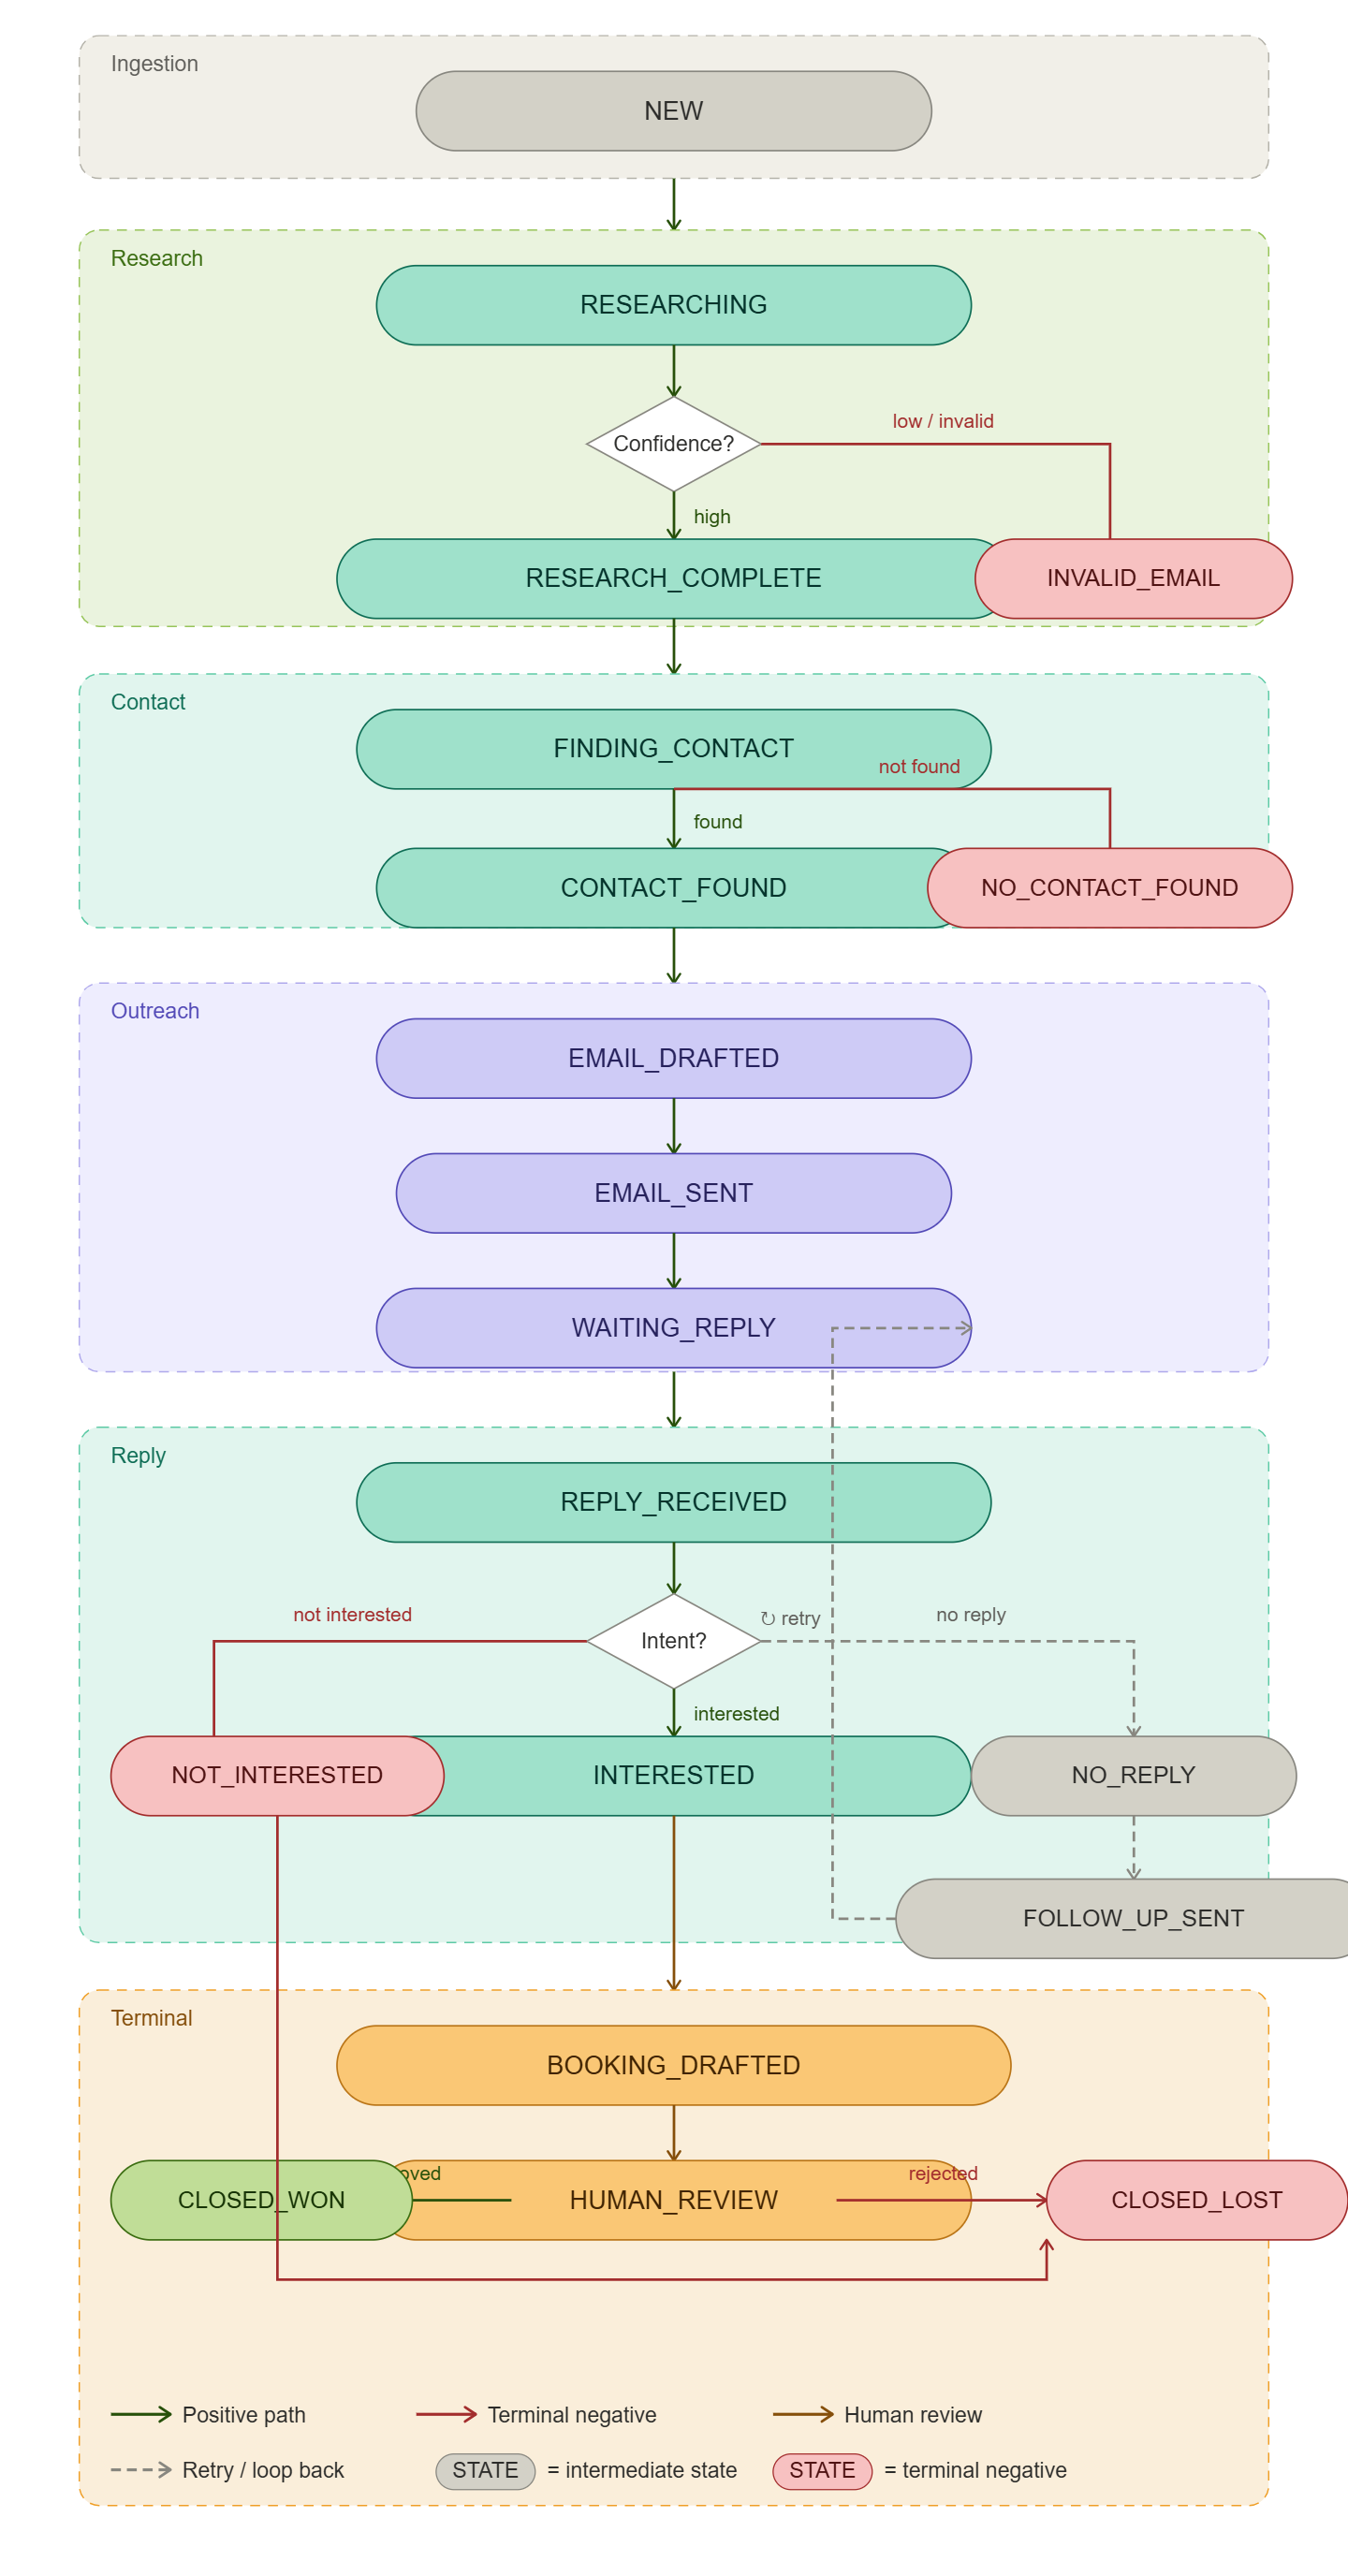 Ingestion
NEW
Research
RESEARCHING
Confidence?
low / invalid
high
RESEARCH_COMPLETE
INVALID_EMAIL
Contact
FINDING_CONTACT
not found
found
CONTACT_FOUND
NO_CONTACT_FOUND
Outreach
EMAIL_DRAFTED
EMAIL_SENT
WAITING_REPLY
Reply
REPLY_RECEIVED
not interested
Intent?
↻ retry
no reply
interested
NOT_INTERESTED
INTERESTED
NO_REPLY
FOLLOW_UP_SENT
Terminal
BOOKING_DRAFTED
oved
rejected
CLOSED_WON
HUMAN_REVIEW
CLOSED_LOST
Positive path
Terminal negative
Human review
Retry / loop back
STATE = intermediate state
STATE = terminal negative